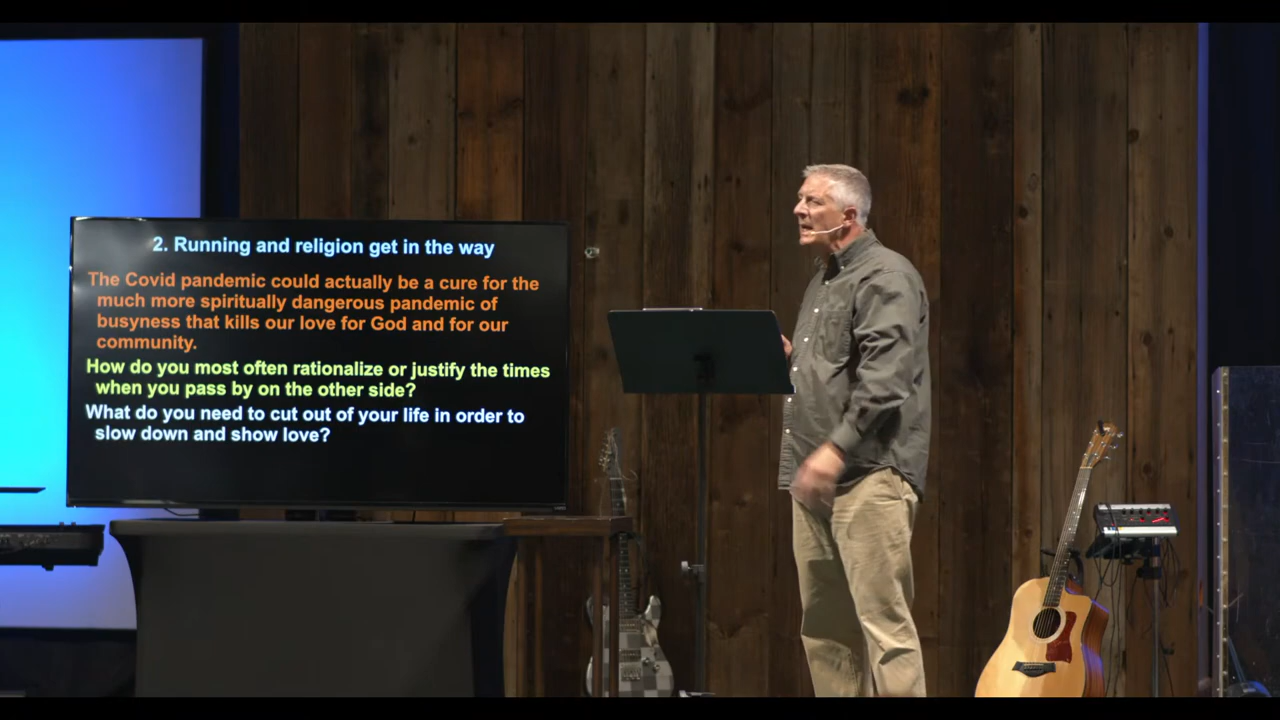 2. Running and religion get in the way
The Covid pandemic could actually be a cure for the
much more spiritually dangerous pandemic of
busyness that kills our love for God and for our
community.
How do you most often rationalize or justify the times
when you pass by on the other side?
What do you need to cut out of your life in order to
slow down and show love?